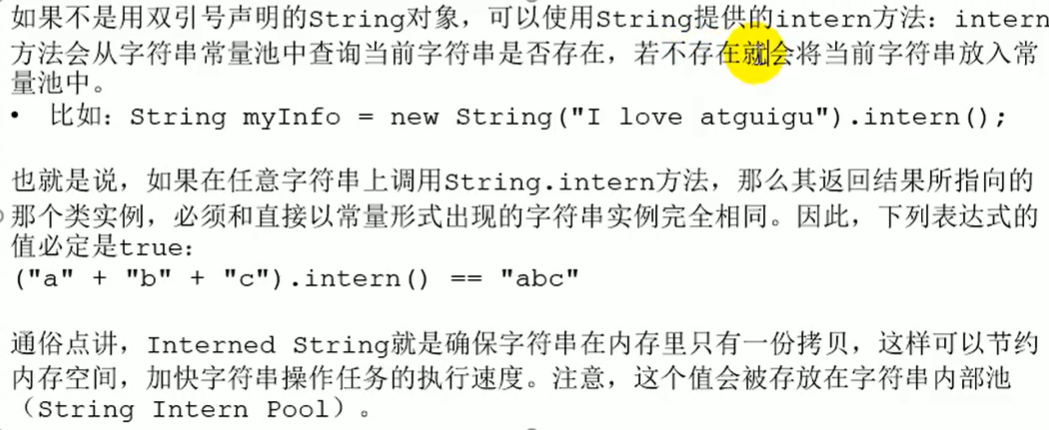 如果不是用双引号声明的String对象，可以使用String提供的intern方法：intern
方法会从字符串常量池中查询当前字符串是否存在，若不存在就会将当前字符串放入常
量池中。
• 比如：String myInfo = new String("I love atguigu").intern();
也就是说，如果在任意字符串上调用String.intern方法，那么其返回结果所指向的
那个类实例，必须和直接以常量形式出现的字符串实例完全相同。因此，下列表达式的
值必定是true：
("a" + "b" + "c").intern() == "abc"
通俗点讲，Interned String就是确保字符串在内存里只有一份拷贝，这样可以节约
内存空间，加快字符串操作任务的执行速度。注意，这个值会被存放在字符串内部池
（String Intern Pool）。